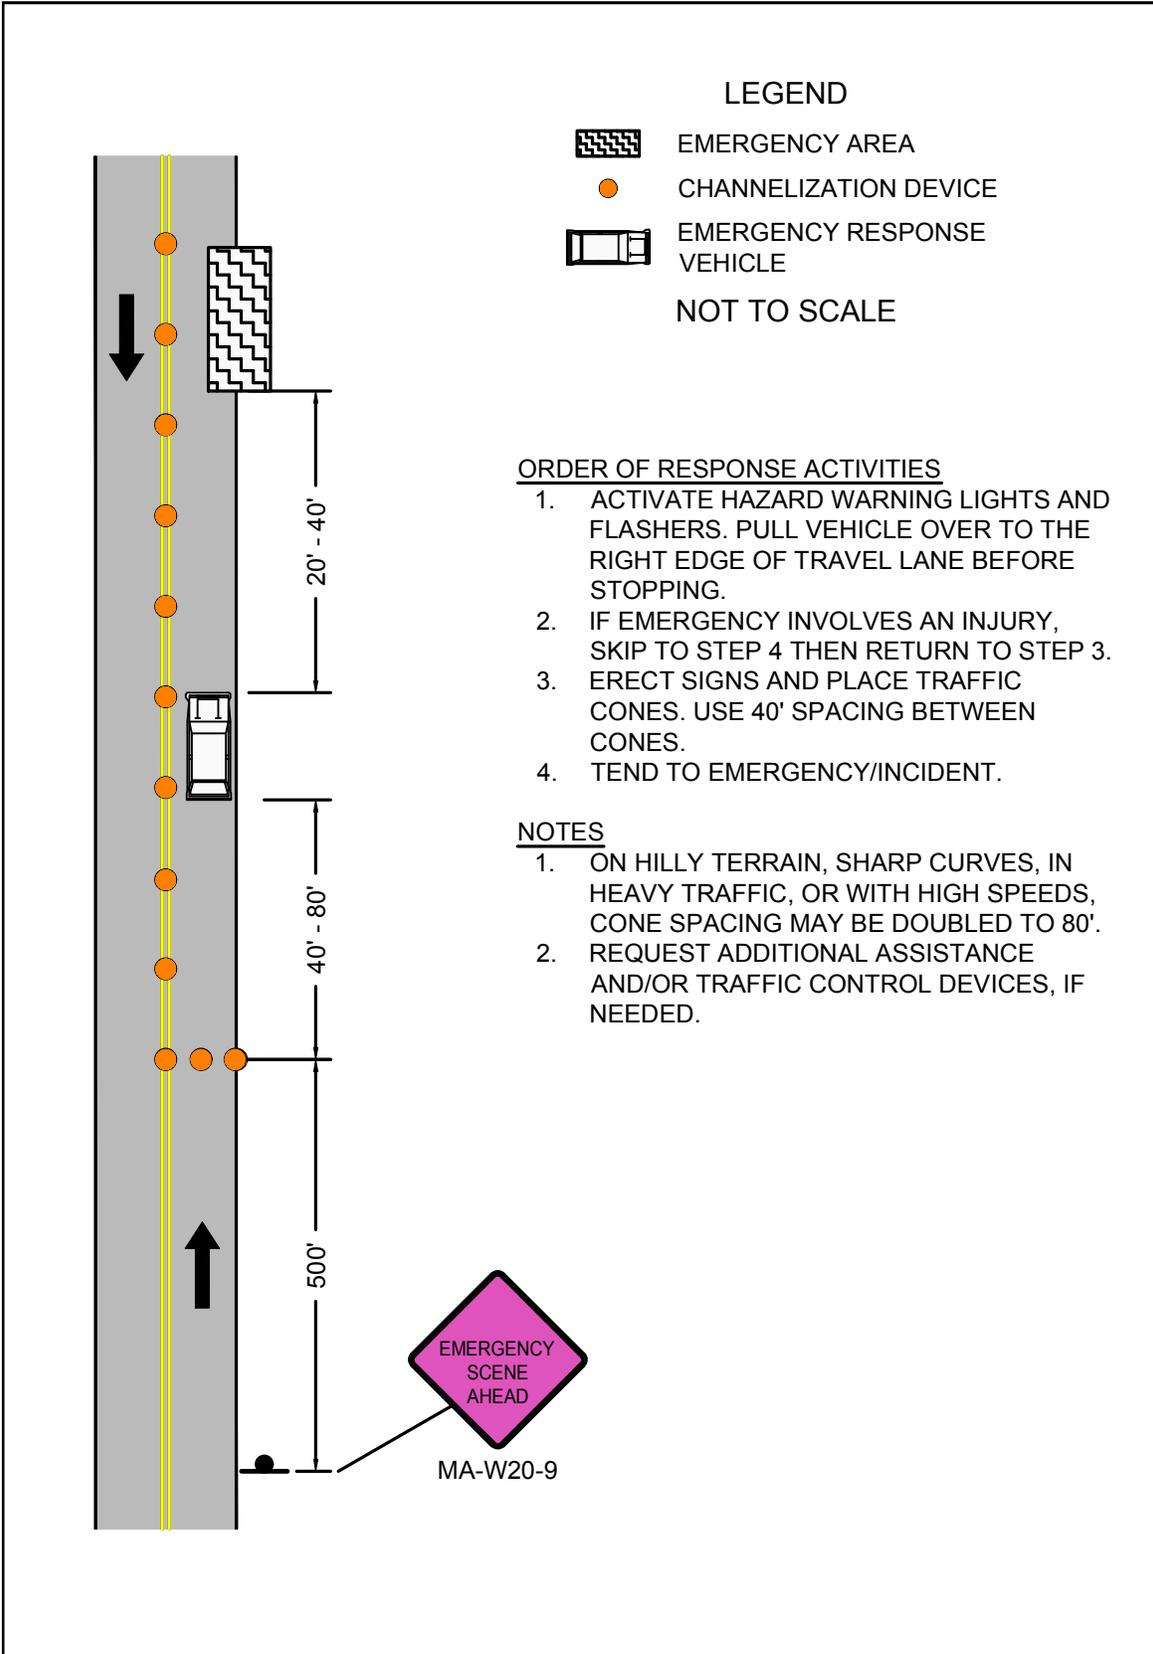 LEGEND
EMERGENCY AREA
CHANNELIZATION DEVICE
EMERGENCY RESPONSE
VEHICLE
NOT TO SCALE
20' - 40'
40' - 80'
500'
ORDER OF RESPONSE ACTIVITIES
1. ACTIVATE HAZARD WARNING LIGHTS AND
FLASHERS. PULL VEHICLE OVER TO THE
RIGHT EDGE OF TRAVEL LANE BEFORE
STOPPING.
2. IF EMERGENCY INVOLVES AN INJURY,
SKIP TO STEP 4 THEN RETURN TO STEP 3.
3. ERECT SIGNS AND PLACE TRAFFIC
CONES. USE 40' SPACING BETWEEN
CONES.
4. TEND TO EMERGENCY/INCIDENT.
NOTES
1. ON HILLY TERRAIN, SHARP CURVES, IN
HEAVY TRAFFIC, OR WITH HIGH SPEEDS,
CONE SPACING MAY BE DOUBLED TO 80'.
2. REQUEST ADDITIONAL ASSISTANCE
AND/OR TRAFFIC CONTROL DEVICES, IF
NEEDED.
EMERGENCY
SCENE
AHEAD
MA-W20-9